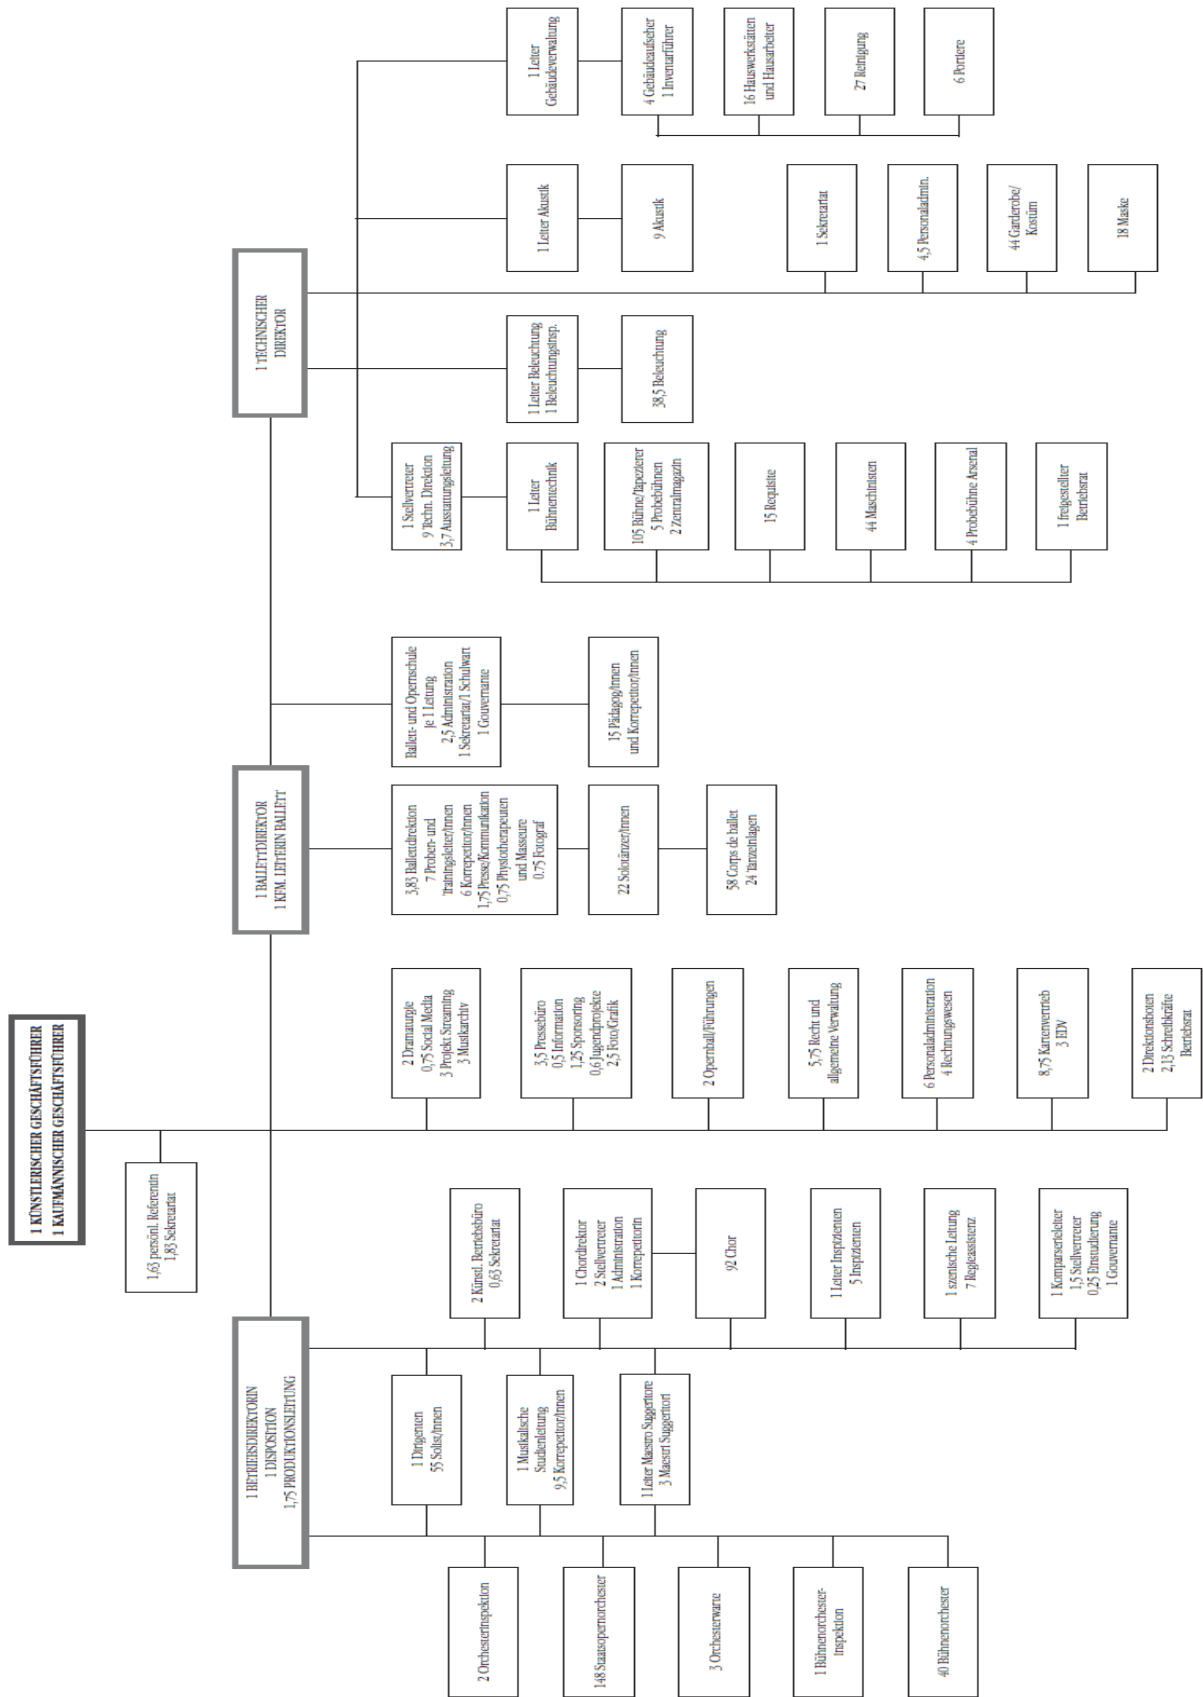 1 KÜNSTLERISCHER GESCHÄFTSFÜHRER
1 KAUFMÄNNISCHER GESCHÄFTSFÜHRER
1,63 persönl. Referentin
1,83 Sekretariat
1 BETRIEBSDIREKTORIN
1 DISPOSITION
1,75 PRODUKTIONSLEITUNG
1 BALLETTDIREKTOR
1 KFM. LEITERIN BALLETT
1 TECHNISCHER
DIREKTOR
2 Orchesterinspektion
148 Staatsopernorchester
3 Orchesterwarte
1 Bühnenorchester-
inspektion
40 Bühnenorchester
1 Dirigenten
55 Solist/innen
1 Musikalische
Studienleitung
9,5 Korrepetitor/innen
1 Leiter Maestro Suggeritore
3 Maestri Suggeritori
2 Künstl. Betriebsbüro
0,63 Sekretariat
1 Chordirektor
2 Stellvertreter
1 Administration
1 Korrepetitorin
92 Chor
1 Leiter Inspizienten
5 Inspizienten
1 szenische Leitung
7 Regieassistenz
1 Komparserieleiter
1,5 Stellvertreter
0,25 Einstudierung
1 Gouvernante
2 Dramaturgie
0,75 Social Media
3 Projekt Streaming
3 Musikarchiv
3,5 Pressebüro
0,5 Information
1,25 Sponsoring
0,6 Jugendprojekte
2,5 Foto/Grafik
2 Opernball/Führungen
5,75 Recht und
allgemeine Verwaltung
6 Personaladministration
4 Rechnungswesen
8,75 Kartenvertrieb
3 EDV
2 Direktionsboten
2,13 Schreibkräfte
Betriebsrat
3,83 Ballettdirektion
7 Proben- und
Trainingsleiter/innen
6 Korrepetitor/innen
1,75 Presse/Kommunikation
0,75 Physiotherapeuten
und Masseure
0.75 Fotograf
22 Solotänzer/innen
58 Corps de ballet
24 Tanzeinlagen
Ballett- und Opernschule
je 1 Leitung
2,5 Administration
1 Sekretariat/1 Schulwart
1 Gouvernante
15 Pädagog/innen
und Korrepetitor/innen
1 Stellvertreter
9 Techn. Direktion
3,7 Ausstattungsleitung
1 Leiter
Bühnentechnik
105 Bühne/Tapezierer
5 Probebühnen
2 Zentralmagazin
15 Requisite
44 Maschinisten
4 Probebühne Arsenal
1 freigestellter
Betriebsrat
1 Leiter Beleuchtung
1 Beleuchtungsinsp.
38,5 Beleuchtung
1 Sekretariat
4,5 Personaladmin.
44 Garderobe/
Kostüm
18 Maske
1 Leiter Akustik
9 Akustik
1 Leiter
Gebäudeverwaltung
4 Gebäudeaufseher
1 Inventarführer
16 Hauswerkstätten
und Hausarbeiter
27 Reinigung
6 Portiere